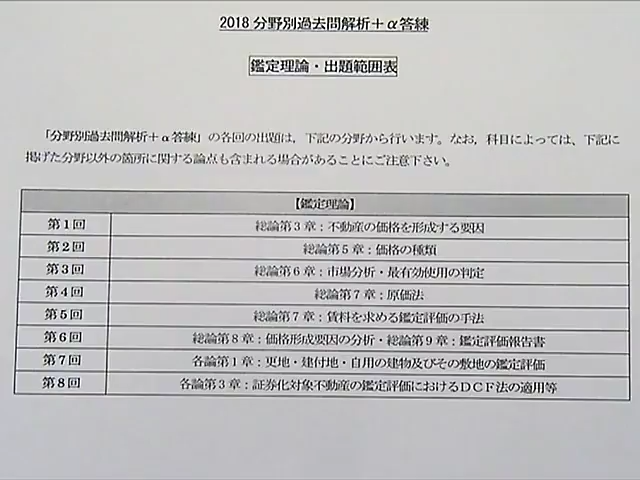 2018 分野別過去問解析+α答練
鑑定理論・出題範囲表
「分野別過去問解析+α答練」の各回の出題は、下記の分野から行います。なお、科目によっては、下記に
掲げた分野以外の箇所に関する論点も含まれる場合があることにご注意下さい。
【鑑定理論】
第1回 総論第3章:不動産の価格を形成する要因
第2回 総論第5章:価格の種類
第3回 総論第6章:市場分析・最有効使用の判定
第4回 総論第7章:原価法
第5回 総論第7章:賃料を求める鑑定評価の手法
第6回 総論第8章:価格形成要因の分析・総論第9章:鑑定評価報告書
第7回 各論第1章:更地・建付地・自用の建物及びその敷地の鑑定評価
第8回 各論第3章:証券化対象不動産の鑑定評価におけるDCF法の適用等